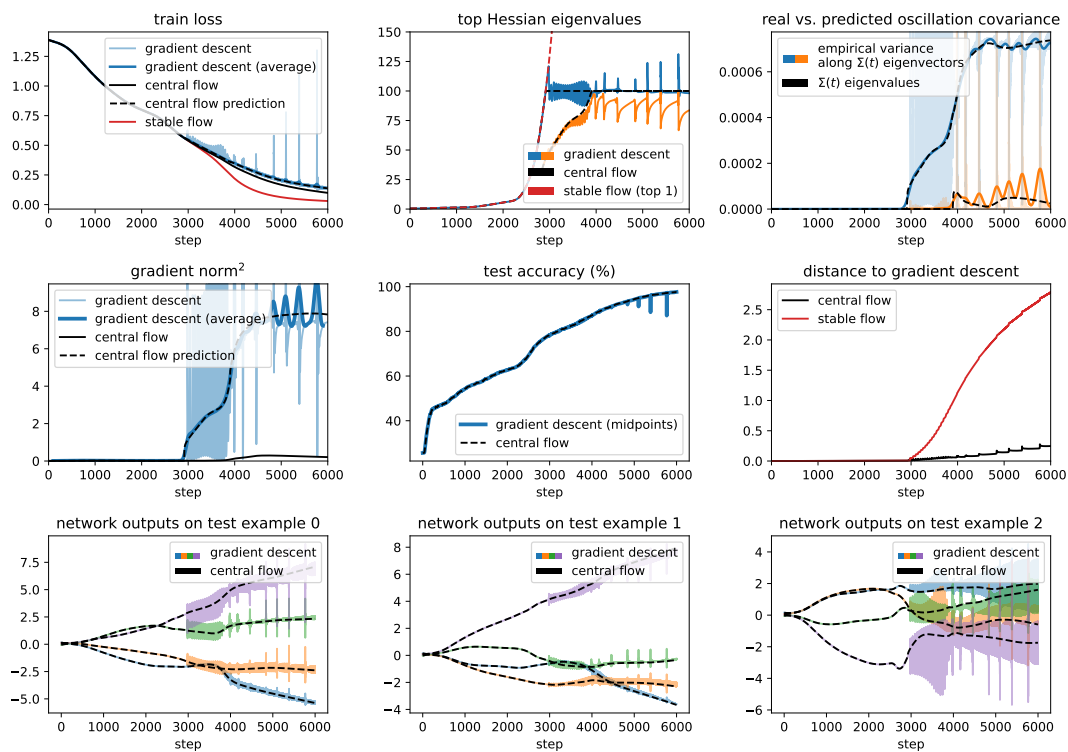 train loss
1.25
1.00
0.75
0.50
0.25
0.00
gradient descent
gradient descent (average)
central flow
central flow prediction
stable flow
0 1000 2000 3000 4000 5000 6000
step
top Hessian eigenvalues
150
125
100
75
50
25
0
gradient descent
central flow
stable flow (top 1)
0 1000 2000 3000 4000 5000 6000
step
real vs. predicted oscillation covariance
0.0006
0.0004
0.0002
0.0000
empirical variance
along Σ(t) eigenvectors
Σ(t) eigenvalues
0 1000 2000 3000 4000 5000 6000
step
gradient norm²
8
6
4
2
0
gradient descent
gradient descent (average)
central flow
central flow prediction
0 1000 2000 3000 4000 5000 6000
step
test accuracy (%)
100
80
60
40
gradient descent (midpoints)
central flow
0 1000 2000 3000 4000 5000 6000
step
distance to gradient descent
2.5
2.0
1.5
1.0
0.5
0.0
central flow
stable flow
0 1000 2000 3000 4000 5000 6000
step
network outputs on test example 0
7.5
5.0
2.5
0.0
−2.5
−5.0
gradient descent
central flow
0 1000 2000 3000 4000 5000 6000
step
network outputs on test example 1
8
6
4
2
0
−2
−4
gradient descent
central flow
0 1000 2000 3000 4000 5000 6000
step
network outputs on test example 2
4
2
0
−2
−4
−6
gradient descent
central flow
0 1000 2000 3000 4000 5000 6000
step